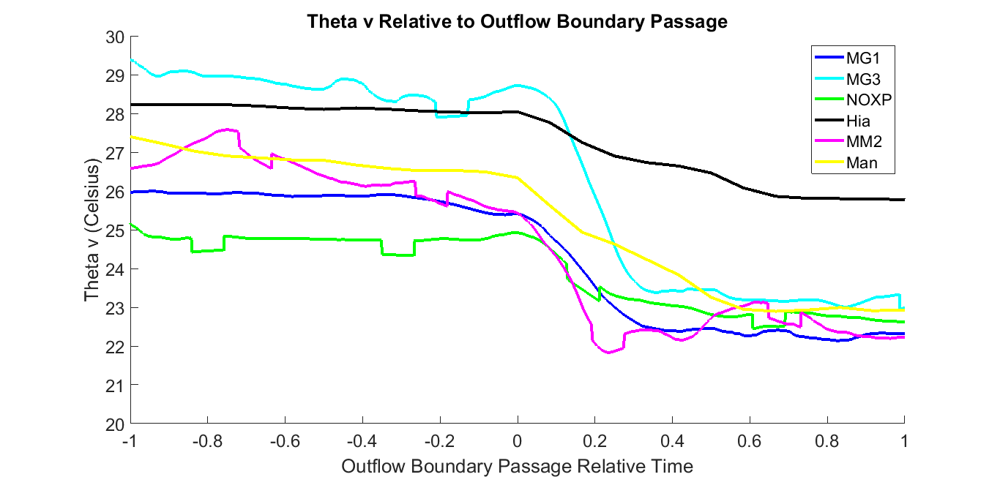 Theta v Relative to Outflow Boundary Passage
30
29
28
27
26
25
24
23
22
21
20
Theta v (Celsius)
MG1
MG3
NOXP
Hia
MM2
Man
-1 -0.8 -0.6 -0.4 -0.2 0 0.2 0.4 0.6 0.8 1
Outflow Boundary Passage Relative Time